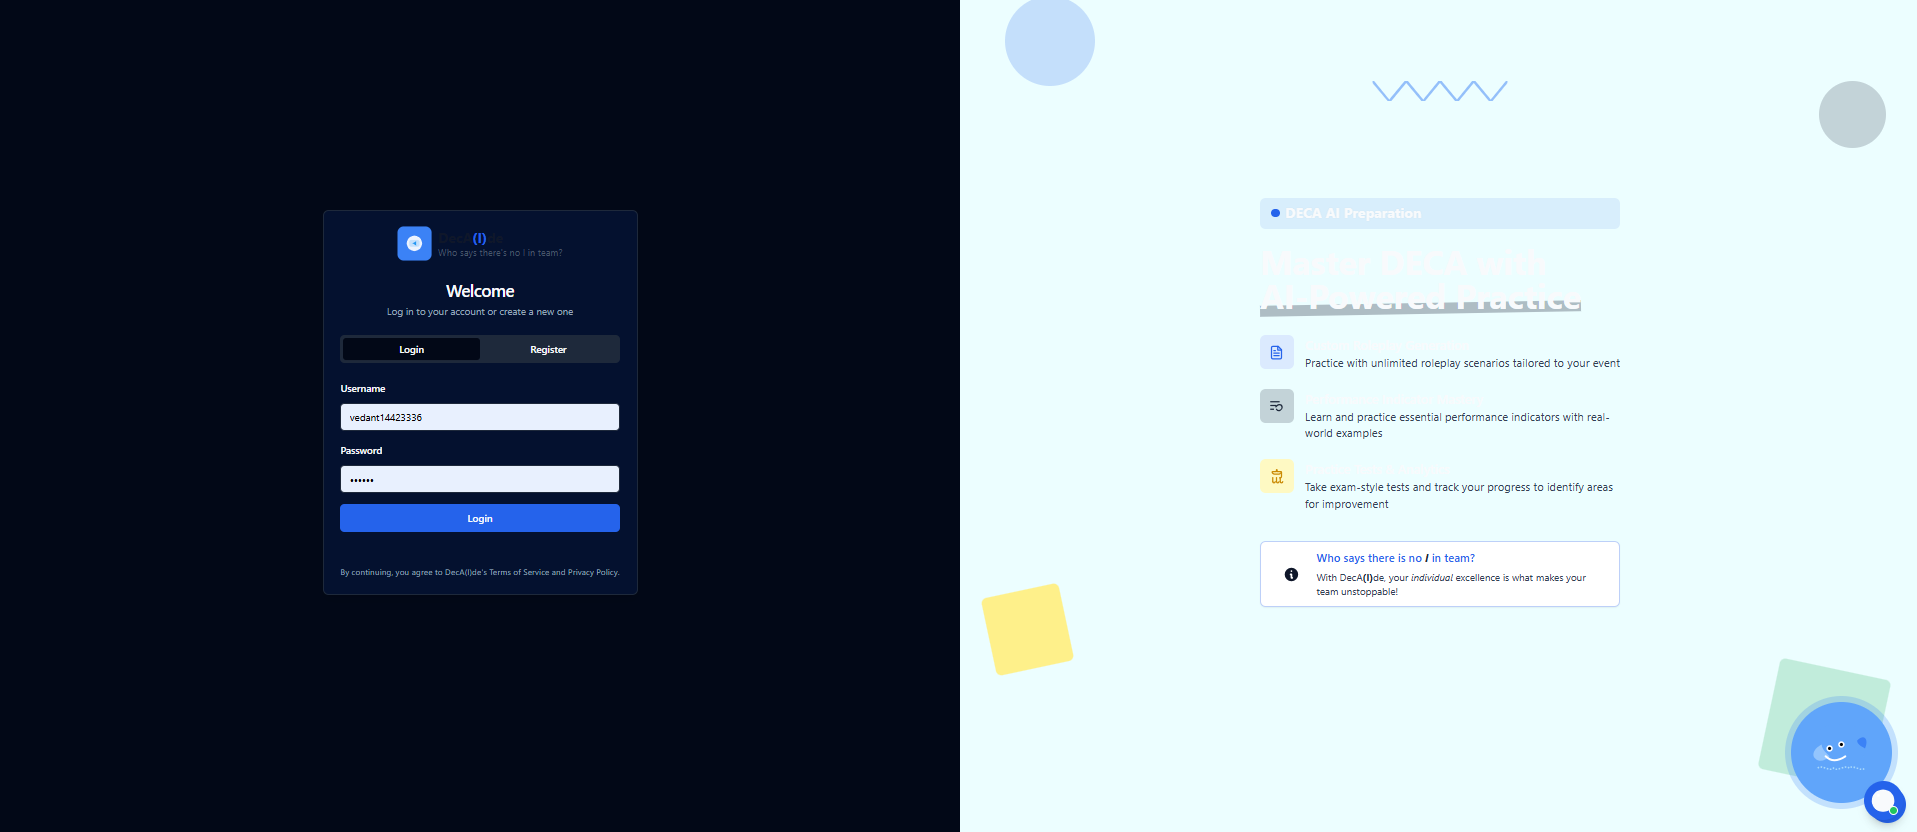 DecA(I)de
Who says there's no I in team?
Welcome
Log in to your account or create a new one
Login
Register
Username
vedant14423336
Password
••••••
Login
By continuing, you agree to DecA(I)de's Terms of Service and Privacy Policy.
DECA AI Preparation
Master DECA with
AI-Powered Practice
Practice with unlimited roleplay scenarios tailored to your event
Learn and practice essential performance indicators with real-
world examples
Take exam-style tests and track your progress to identify areas
for improvement
Who says there is no I in team?
With DecA(I)de, your individual excellence is what makes your
team unstoppable!